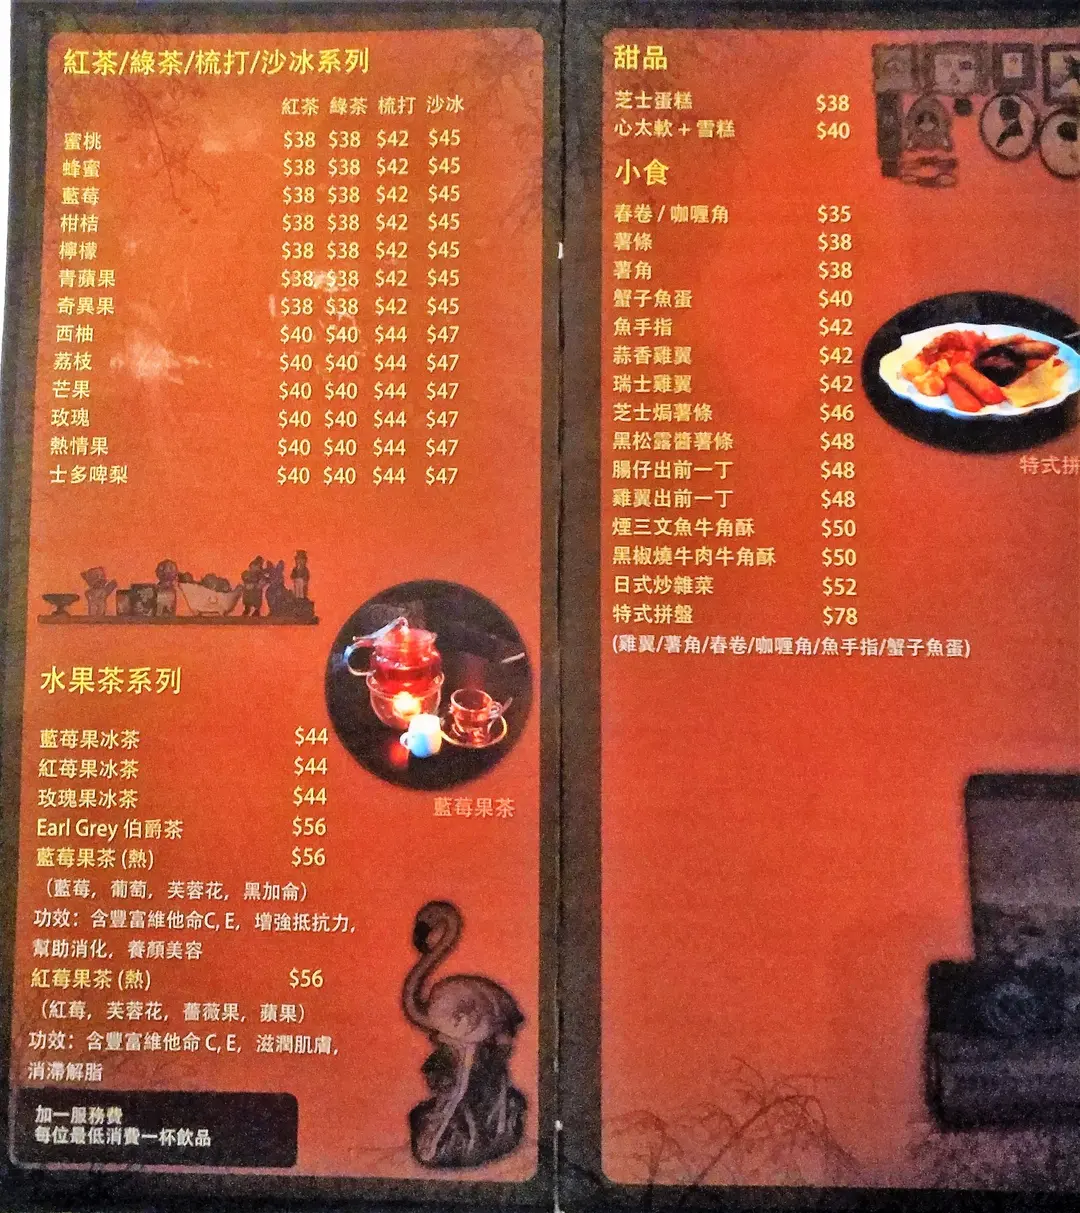 紅茶/綠茶/梳打/沙冰系列
紅茶 綠茶 梳打 沙冰
蜜桃 $38 $38 $42 $45
蜂蜜 $38 $38 $42 $45
藍莓 $38 $38 $42 $45
柑桔 $38 $38 $42 $45
檸檬 $38 $38 $42 $45
青蘋果 $38 $38 $42 $45
奇異果 $38 $38 $42 $45
西柚 $40 $40 $44 $47
荔枝 $40 $40 $44 $47
芒果 $40 $40 $44 $47
玫瑰 $40 $40 $44 $47
熱情果 $40 $40 $44 $47
士多啤梨 $40 $40 $44 $47
水果茶系列
藍莓果冰茶 $44
紅莓果冰茶 $44
玫瑰果冰茶 $44
Earl Grey 伯爵茶 $56
藍莓果茶 (熱) $56
（藍莓，葡萄，芙蓉花，黑加侖）
功效：含豐富維他命C, E，增強抵抗力，
幫助消化，養顏美容
紅莓果茶 (熱) $56
（紅莓，芙蓉花，薔薇果，蘋果）
功效：含豐富維他命 C, E，滋潤肌膚，
消滯解脂
藍莓果茶
加一服務費
每位最低消費一杯飲品
甜品
芝士蛋糕 $38
心太軟 + 雪糕 $40
小食
春卷 / 咖喱角 $35
薯條 $38
薯角 $38
蟹子魚蛋 $40
魚手指 $42
蒜香雞翼 $42
瑞士雞翼 $42
芝士焗薯條 $46
黑松露醬薯條 $48
腸仔出前一丁 $48
雞翼出前一丁 $48
煙三文魚牛角酥 $50
黑椒燒牛肉牛角酥 $50
日式炒雜菜 $52
特式拼盤 $78
(雞翼/薯角/春卷/咖喱角/魚手指/蟹子魚蛋)
特式拼